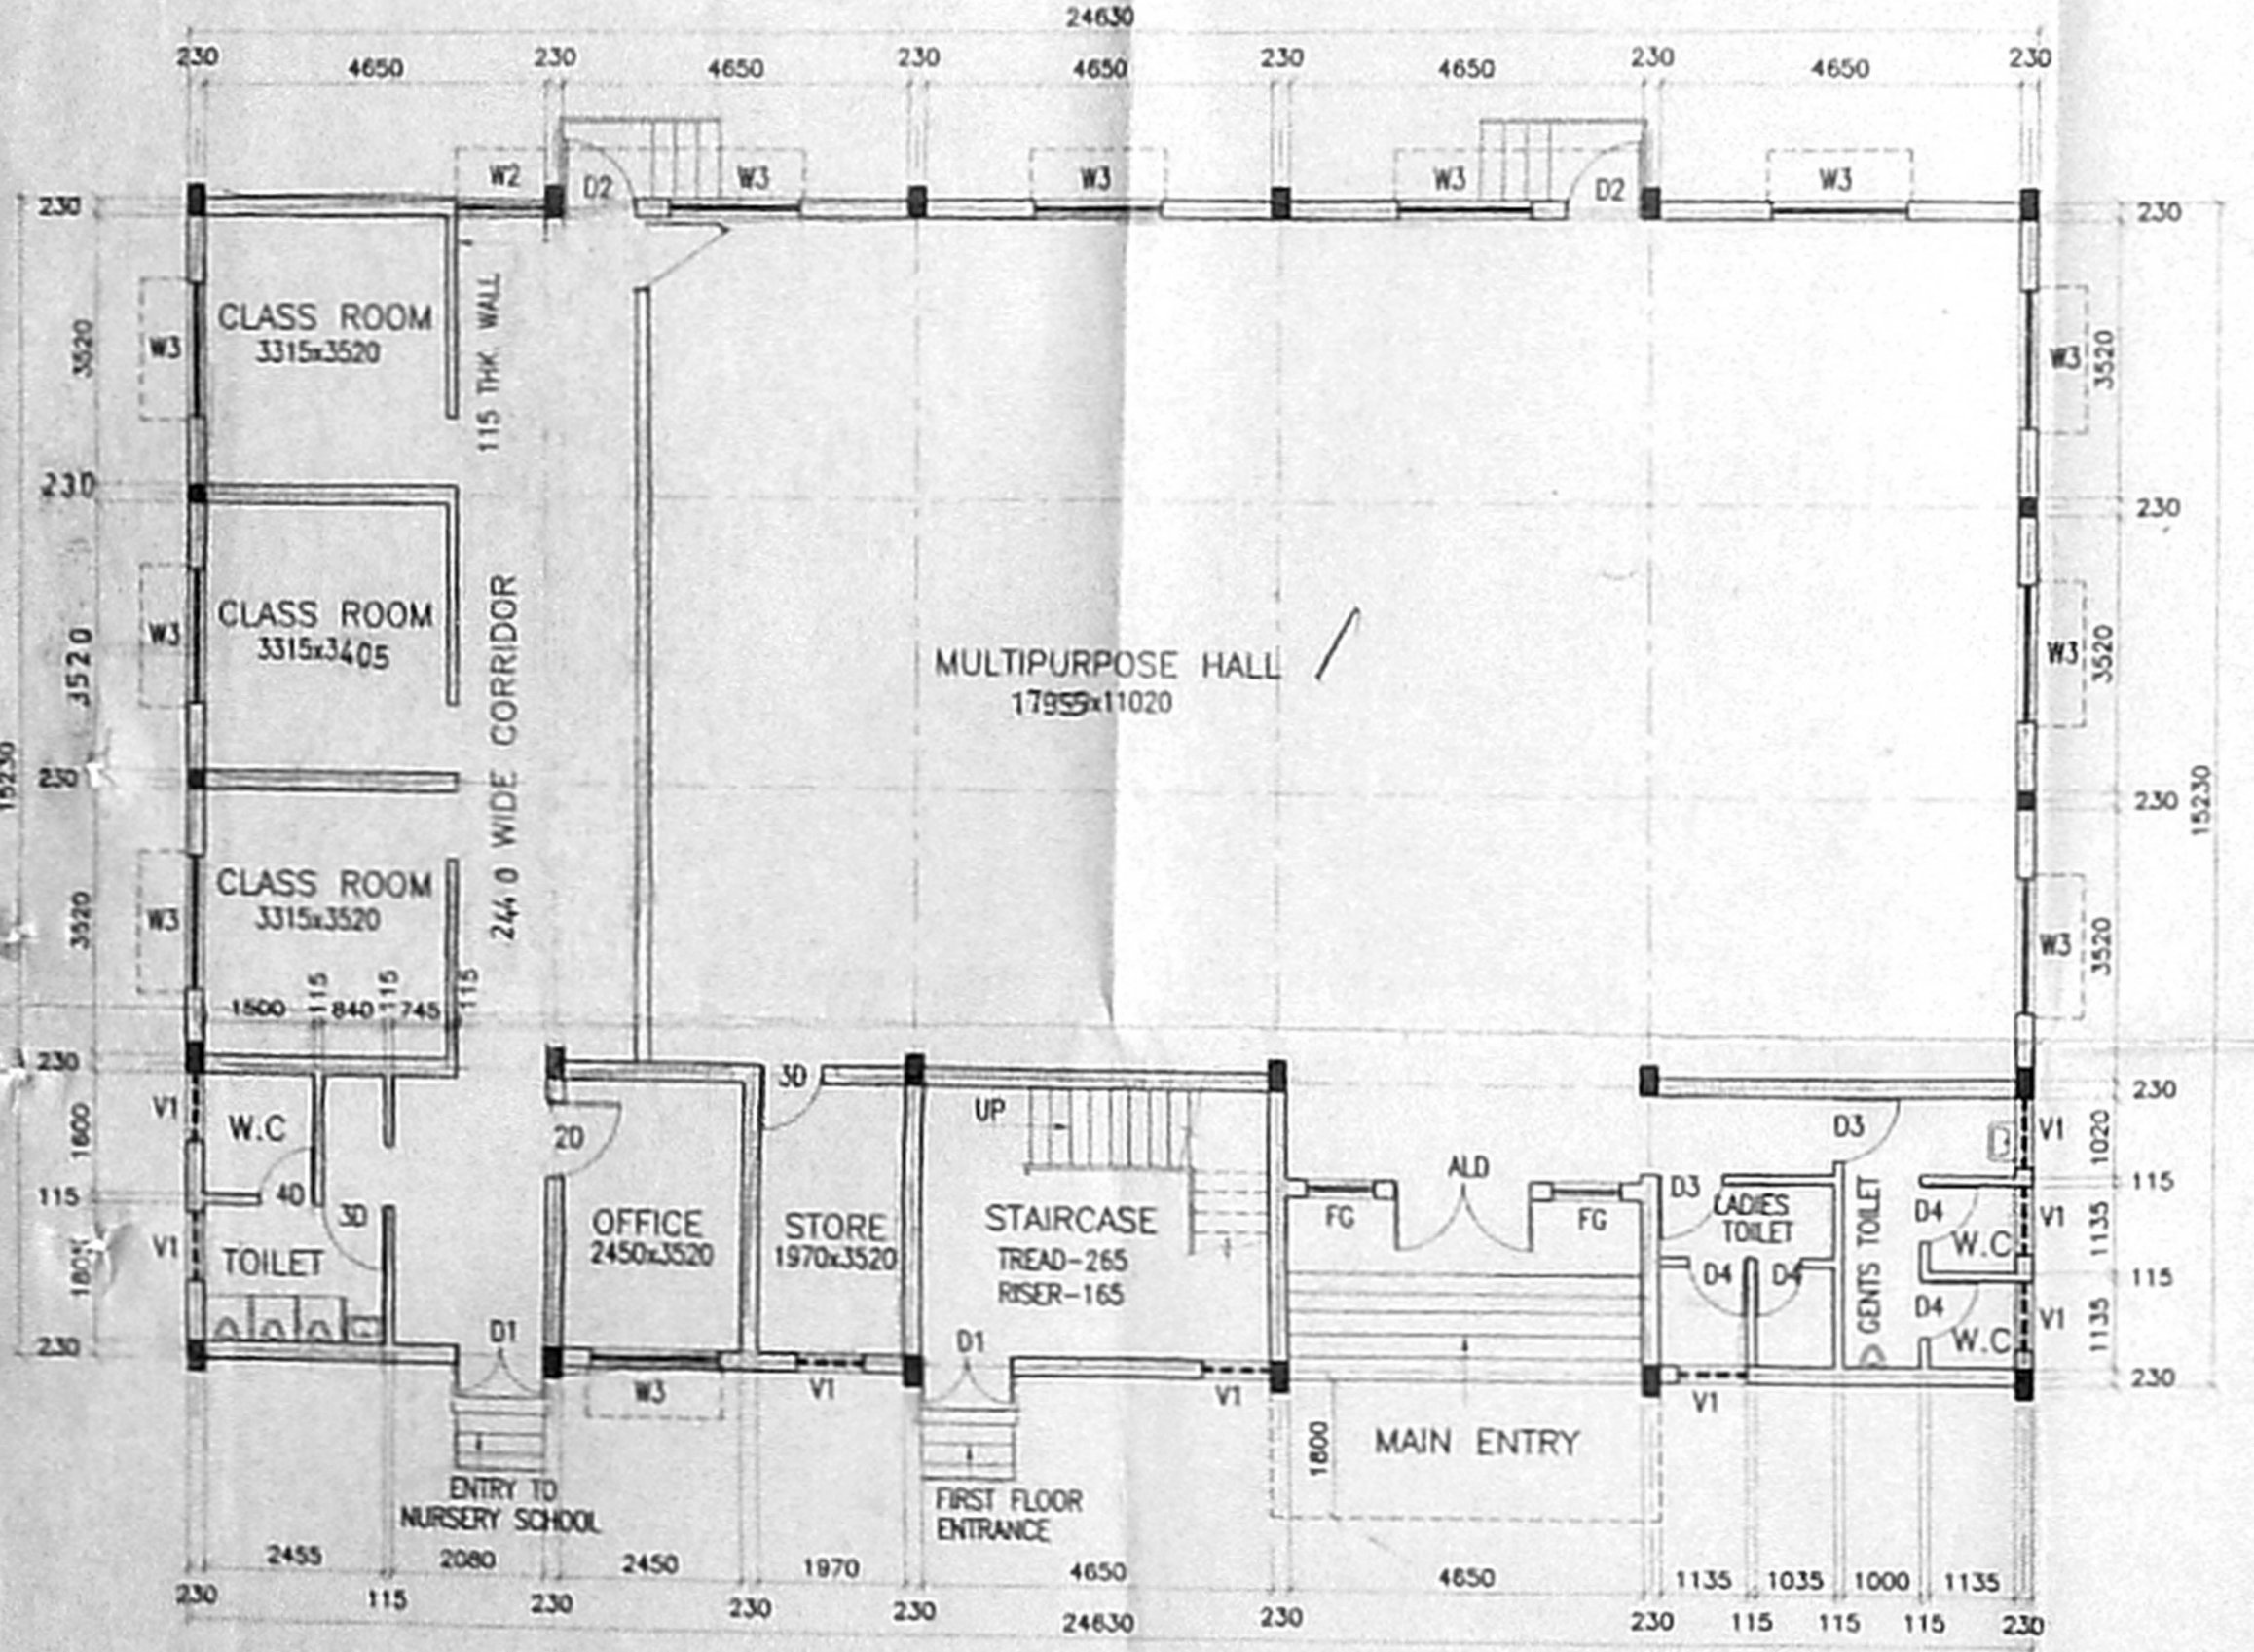 24630
230 4650 230 4650 230 4650 230 4650 230 4650 230
W2 D2 W3 W3 W3 D2 W3
230
3520
230
3520
230
3520
230
1600
115
1805
230
15230
W3
W3
W3
V1
V1
CLASS ROOM
3315x3520
115 THK. WALL
CLASS ROOM
3315x3405
2440 WIDE CORRIDOR
CLASS ROOM
3315x3520
1500 115 840 115 745 115
MULTIPURPOSE HALL
17955x11020
W.C
4D
3D
TOILET
D1
2D
OFFICE
2450x3520
W3
3D
STORE
1970x3520
V1
UP
STAIRCASE
TREAD-265
RISER-165
D1
V1
ALD
FG FG
1800
MAIN ENTRY
D3
LADIES
TOILET
D4 D4
V1
D3
GENTS TOILET
D4
W.C
D4
W.C
W3
W3
W3
V1
V1
V1
230
3520
230
3520
230
3520
230
1020
115
1135
115
1135
230
15230
ENTRY TO
NURSERY SCHOOL
FIRST FLOOR
ENTRANCE
2455 2080 2450 1970 4650 4650 1135 1035 1000 1135
230 115 230 230 230 24630 230 230 115 115 115 230